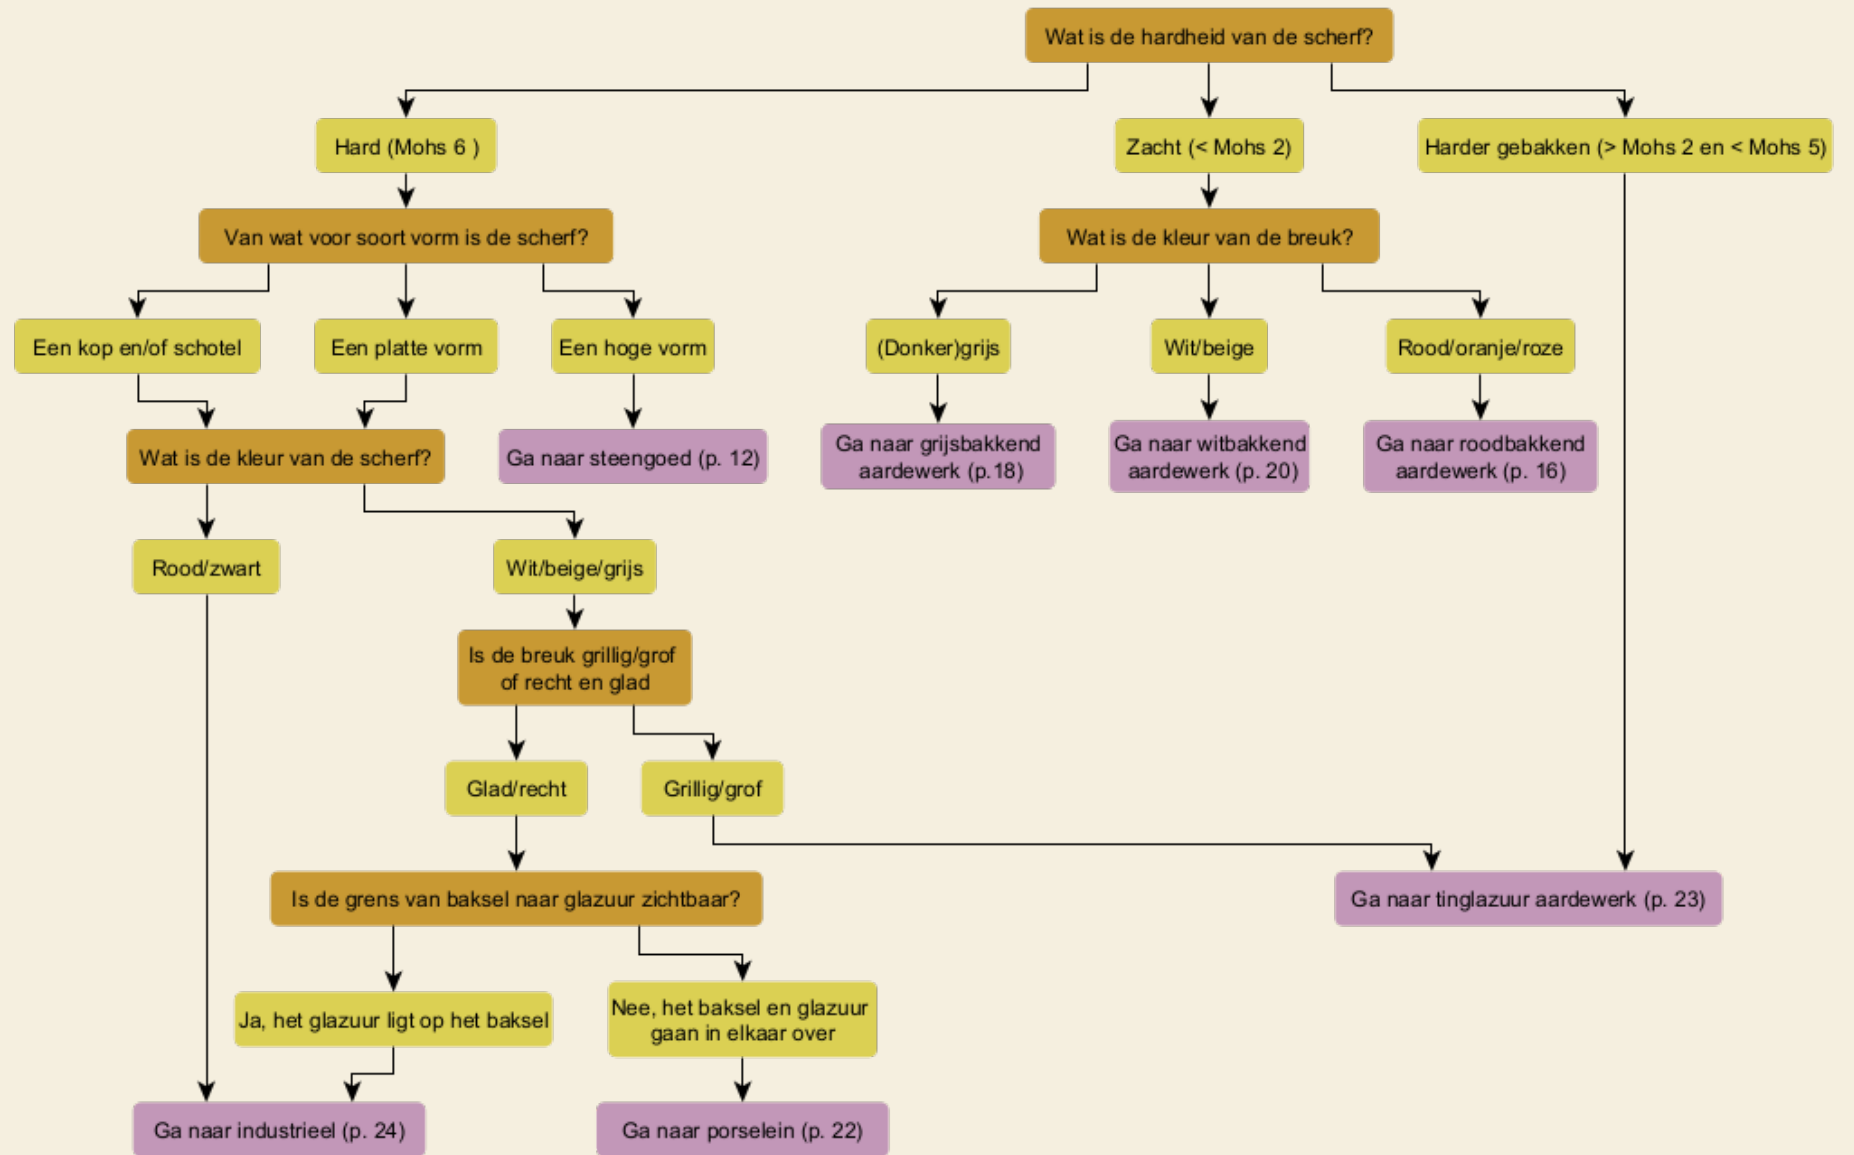 Wat is de hardheid van de scherf?
Hard (Mohs 6 )
Zacht (< Mohs 2)
Harder gebakken (> Mohs 2 en < Mohs 5)
Van wat voor soort vorm is de scherf?
Wat is de kleur van de breuk?
Een kop en/of schotel
Een platte vorm
Een hoge vorm
(Donker)grijs
Wit/beige
Rood/oranje/roze
Wat is de kleur van de scherf?
Ga naar steengoed (p. 12)
Ga naar grijsbakkend
aardewerk (p.18)
Ga naar witbakkend
aardewerk (p. 20)
Ga naar roodbakkend
aardewerk (p. 16)
Rood/zwart
Wit/beige/grijs
Is de breuk grillig/grof
of recht en glad
Glad/recht
Grillig/grof
Is de grens van baksel naar glazuur zichtbaar?
Ga naar tinglazuur aardewerk (p. 23)
Ja, het glazuur ligt op het baksel
Nee, het baksel en glazuur
gaan in elkaar over
Ga naar industrieel (p. 24)
Ga naar porselein (p. 22)